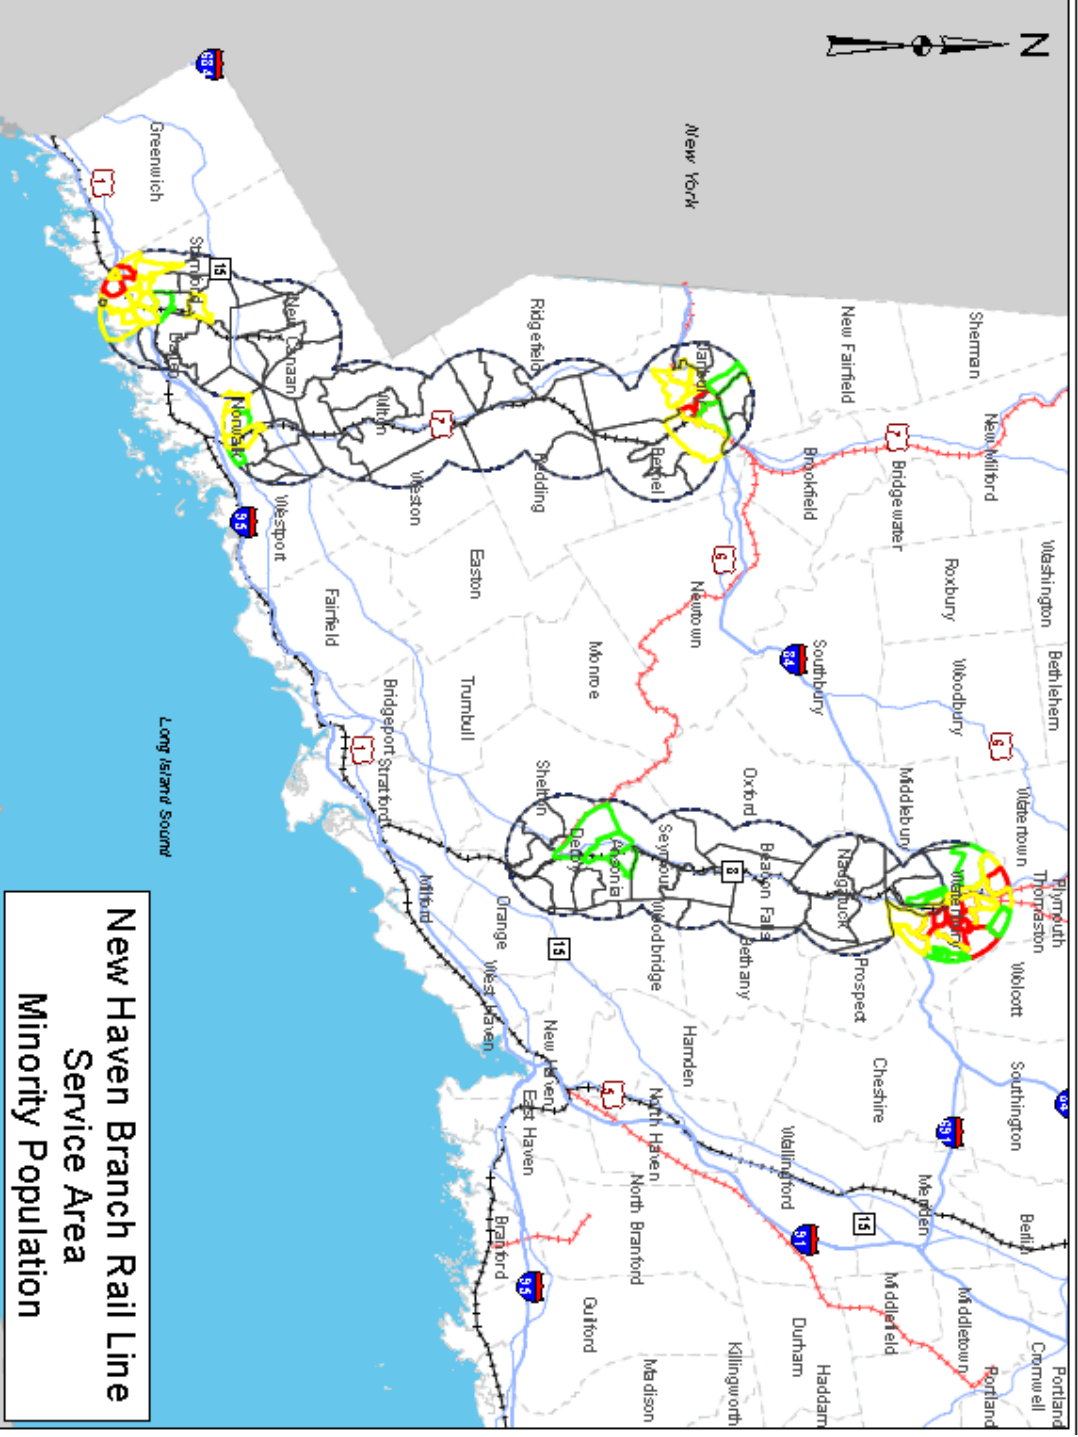 N
New York
Long Island Sound
Sherman
New Fairfield
New Milford
Bridgewater
Brookfield
Ridgefield
Bethel
Redding
Greenwich
New Canaan
Wilton
Weston
Norwalk
Westport
Washington
Bethlehem
Roxbury
Woodbury
Southbury
Newtown
Easton
Monroe
Fairfield
Trumbull
Bridgeport
Stratford
Watertown
Plymouth
Thomaston
Middlebury
Oxford
Shelton
Derby
Ansonia
Seymour
Beacon Falls
Naugatuck
Waterbury
Wolcott
Prospect
Bethany
Woodbridge
Orange
Milford
West Haven
New Haven
East Haven
Hamden
North Haven
Cheshire
Southington
Wallingford
Meriden
Berlin
North Branford
Branford
Guilford
Madison
Killingworth
Durham
Haddam
Middlefield
Middletown
Portland
Cromwell
Portland
684
1
15
7
7
6
84
6
95
1
8
15
5
691
84
15
91
95
New Haven Branch Rail Line
Service Area
Minority Population